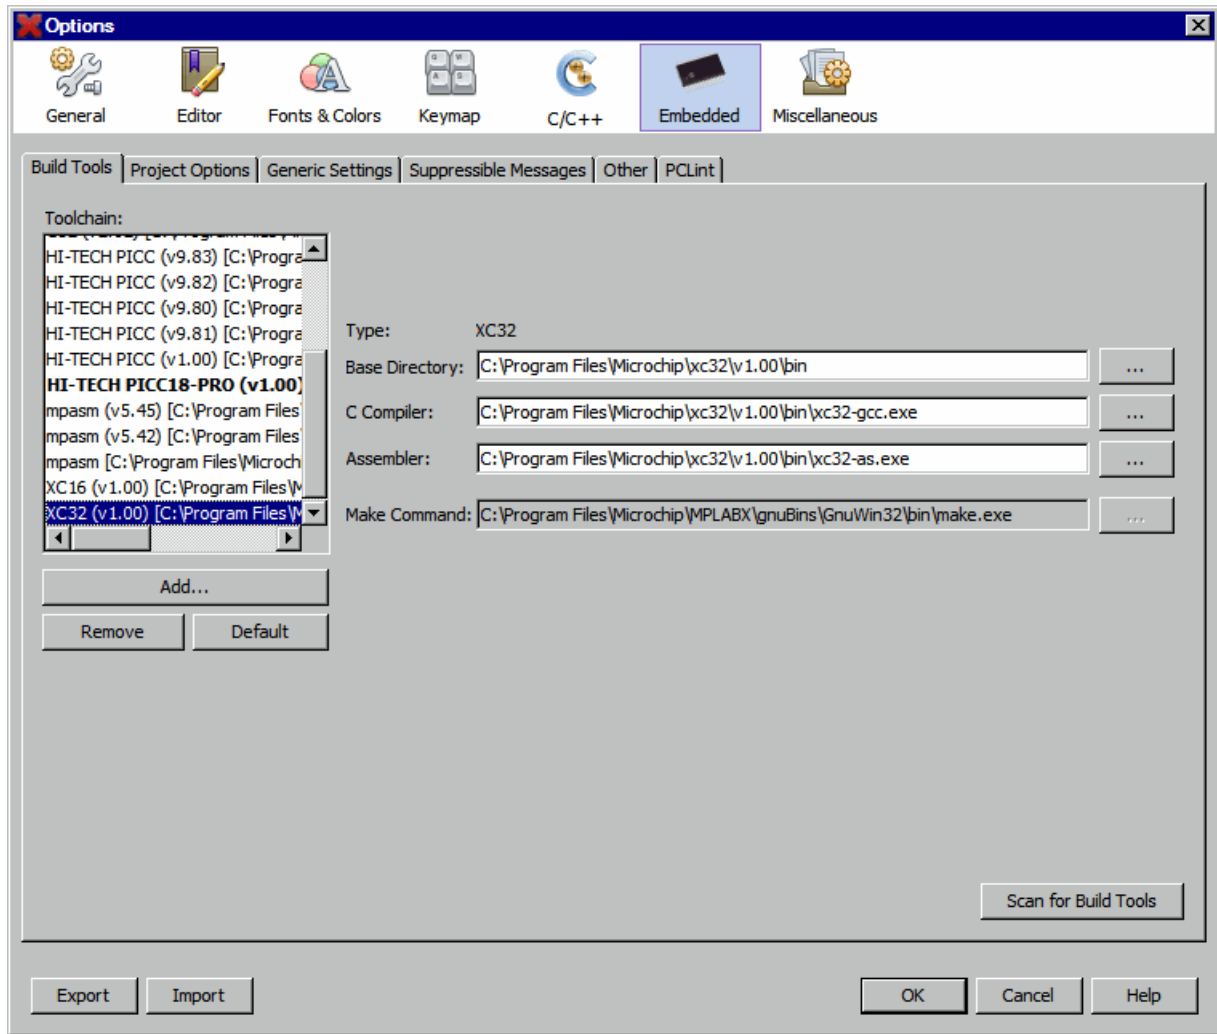 Options
General Editor Fonts & Colors Keymap C/C++ Embedded Miscellaneous
Build Tools Project Options Generic Settings Suppressible Messages Other PCLint
Toolchain:
HI-TECH PICC (v9.83) [C:\Progra
HI-TECH PICC (v9.82) [C:\Progra
HI-TECH PICC (v9.80) [C:\Progra
HI-TECH PICC (v9.81) [C:\Progra
HI-TECH PICC (v1.00) [C:\Progra
HI-TECH PICC18-PRO (v1.00)
mpasm (v5.45) [C:\Program Files
mpasm (v5.42) [C:\Program Files
mpasm [C:\Program Files\Microch
XC16 (v1.00) [C:\Program Files\M
XC32 (v1.00) [C:\Program Files\M
Add...
Remove Default
Type: XC32
Base Directory: C:\Program Files\Microchip\xc32\v1.00\bin ...
C Compiler: C:\Program Files\Microchip\xc32\v1.00\bin\xc32-gcc.exe ...
Assembler: C:\Program Files\Microchip\xc32\v1.00\bin\xc32-as.exe ...
Make Command: C:\Program Files\Microchip\MPLABX\gnuBins\GnuWin32\bin\make.exe ...
Scan for Build Tools
Export Import OK Cancel Help